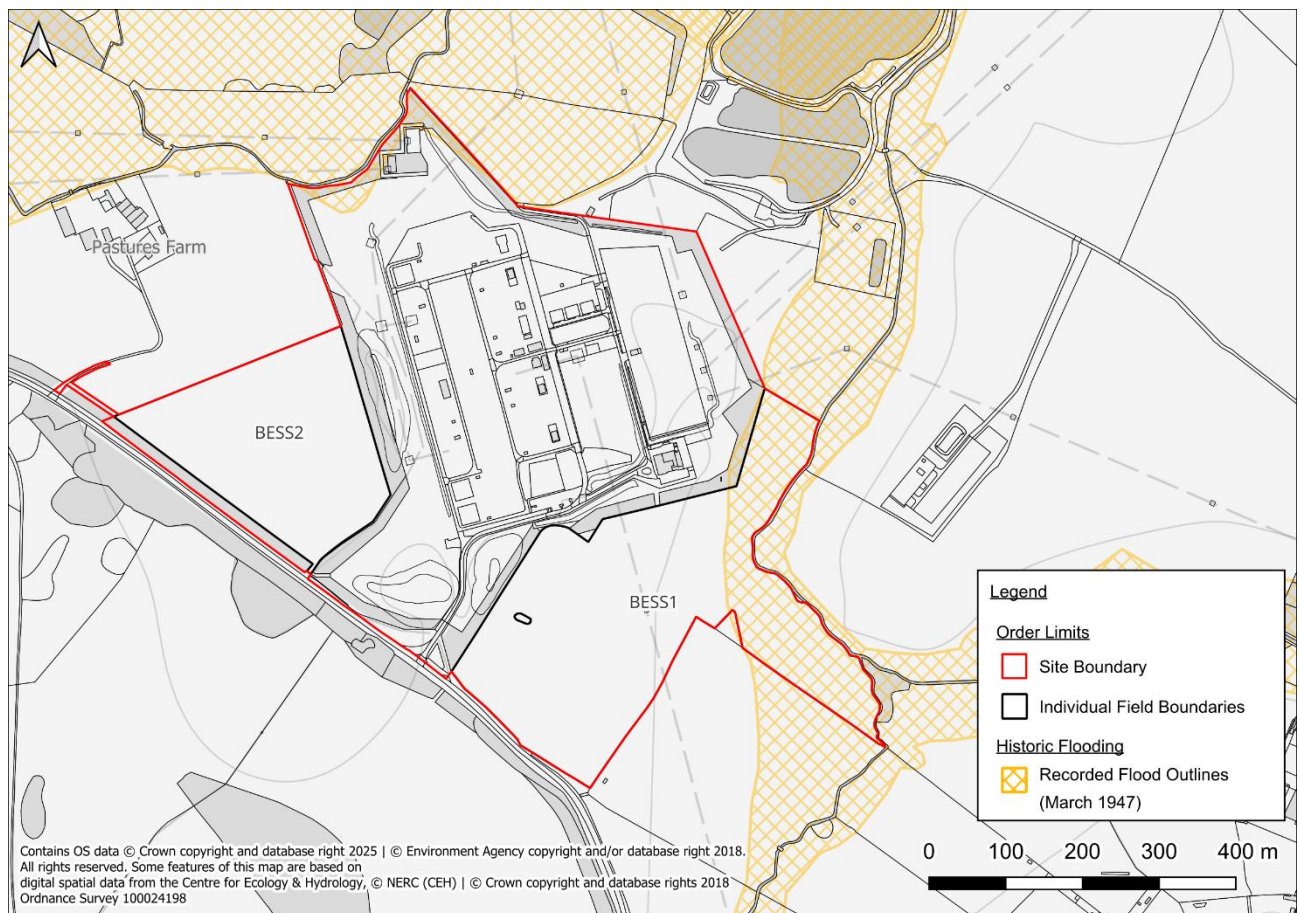 Pastures Farm
BESS2
BESS1
Legend
Order Limits
Site Boundary
Individual Field Boundaries
Historic Flooding
Recorded Flood Outlines
(March 1947)
Contains OS data © Crown copyright and database right 2025 | © Environment Agency copyright and/or database right 2018.
All rights reserved. Some features of this map are based on
digital spatial data from the Centre for Ecology & Hydrology, © NERC (CEH) | © Crown copyright and database rights 2018
Ordnance Survey 100024198
0 100 200 300 400 m